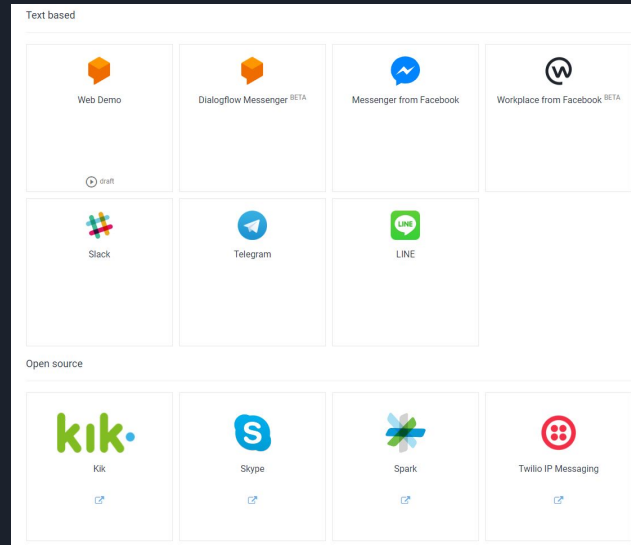 Text based
Web Demo
Dialogflow Messenger BETA
Messenger from Facebook
Workplace from Facebook BETA
draft
Slack
Telegram
LINE
LINE
Open source
kik
Kik
S
Skype
Spark
Twilio IP Messaging